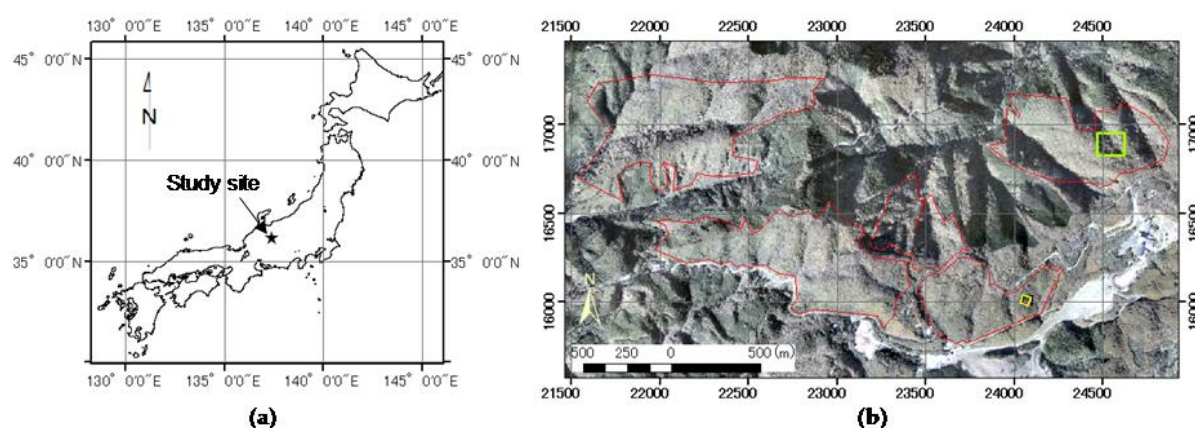 130° 0'0″E 135° 0'0″E 140° 0'0″E 145° 0'0″E
45° 0'0″N 45° 0'0″N
N
40° 0'0″N 40° 0'0″N
Study site
35° 0'0″N 35° 0'0″N
130° 0'0″E 135° 0'0″E 140° 0'0″E 145° 0'0″E
(a)
21500 22000 22500 23000 23500 24000 24500
17000 17000
16500 16500
16000 16000
N
500 250 0 500 (m)
21500 22000 22500 23000 23500 24000 24500
(b)